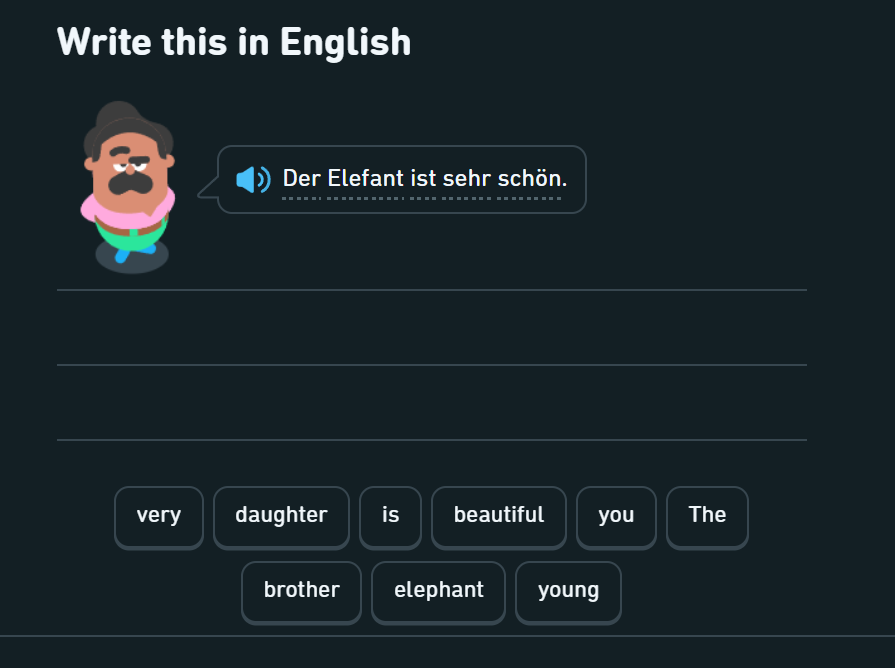 Write this in English
Der Elefant ist sehr schön.
very daughter is beautiful you The
brother elephant young